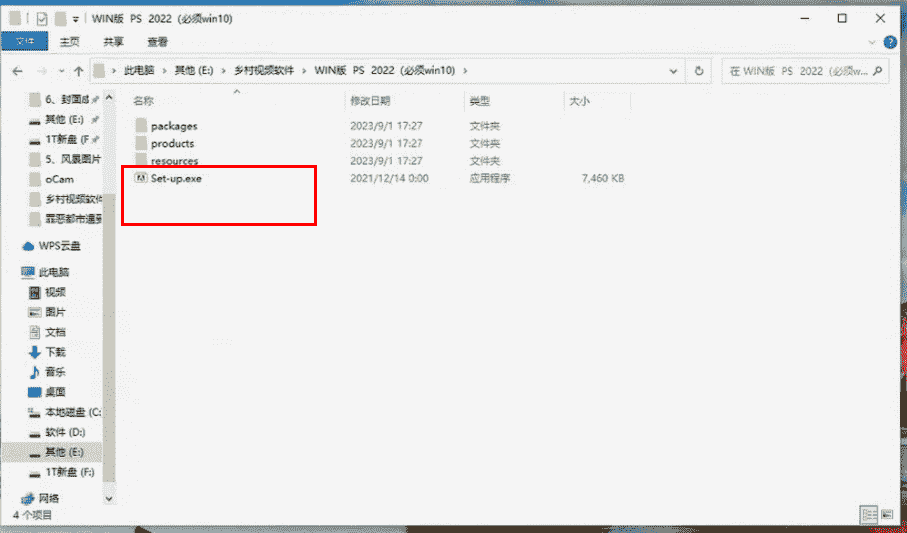 WIN版 PS 2022 (必须win10)
文件 主页 共享 查看
此电脑 其他 (E:) 乡村视频软件 WIN版 PS 2022 (必须win10) 在 WIN版 PS 2022 (必须w...
名称 修改日期 类型 大小
packages 2023/9/1 17:27 文件夹
products 2023/9/1 17:27 文件夹
resources 2023/9/1 17:27 文件夹
Set-up.exe 2021/12/14 0:00 应用程序 7,460 KB
6、封面成
其他 (E:)
1T新盘 (F
5、风景图片
oCam
乡村视频软件
罪恶都市遇到
WPS云盘
此电脑
视频
图片
文档
下载
音乐
桌面
本地磁盘 (C:
软件 (D:)
其他 (E:)
1T新盘 (F:)
网络
4 个项目